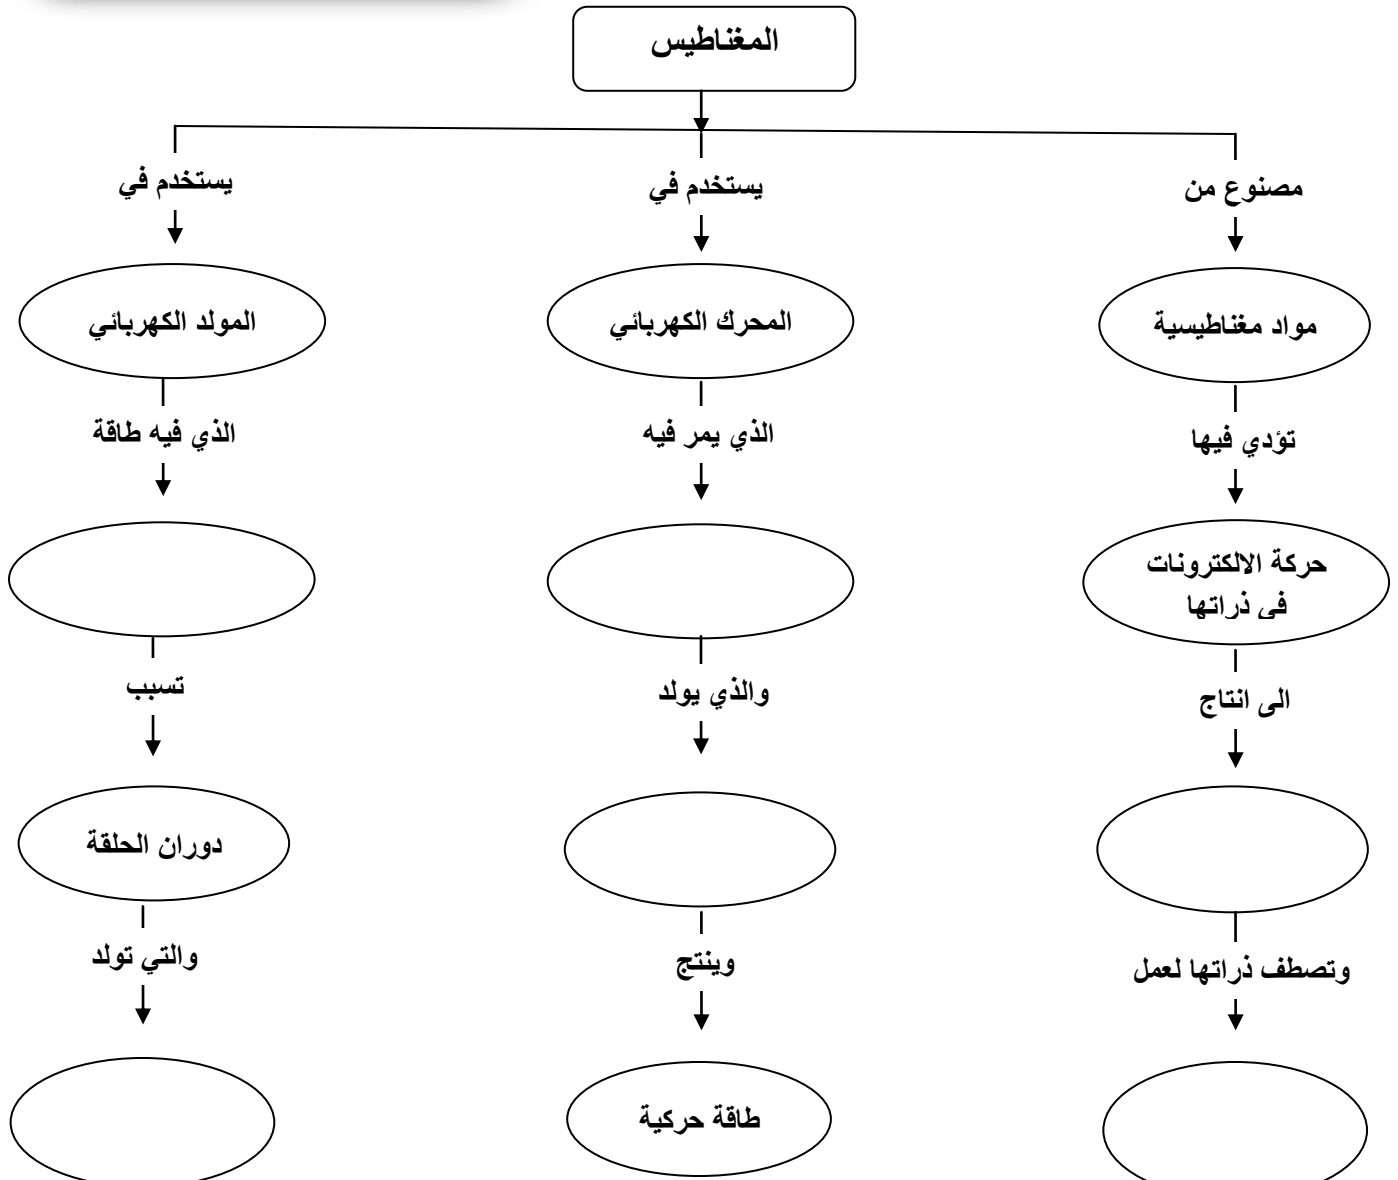 المغناطيس
مصنوع من
يستخدم في
يستخدم في
مواد مغناطيسية
المحرك الكهربائي
المولد الكهربائي
تؤدي فيها
الذي يمر فيه
الذي فيه طاقة
حركة الالكترونات
في ذراتها
الى انتاج
والذي يولد
تسبب
دوران الحلقة
وتصطف ذراتها لعمل
وينتج
والتي تولد
طاقة حركية